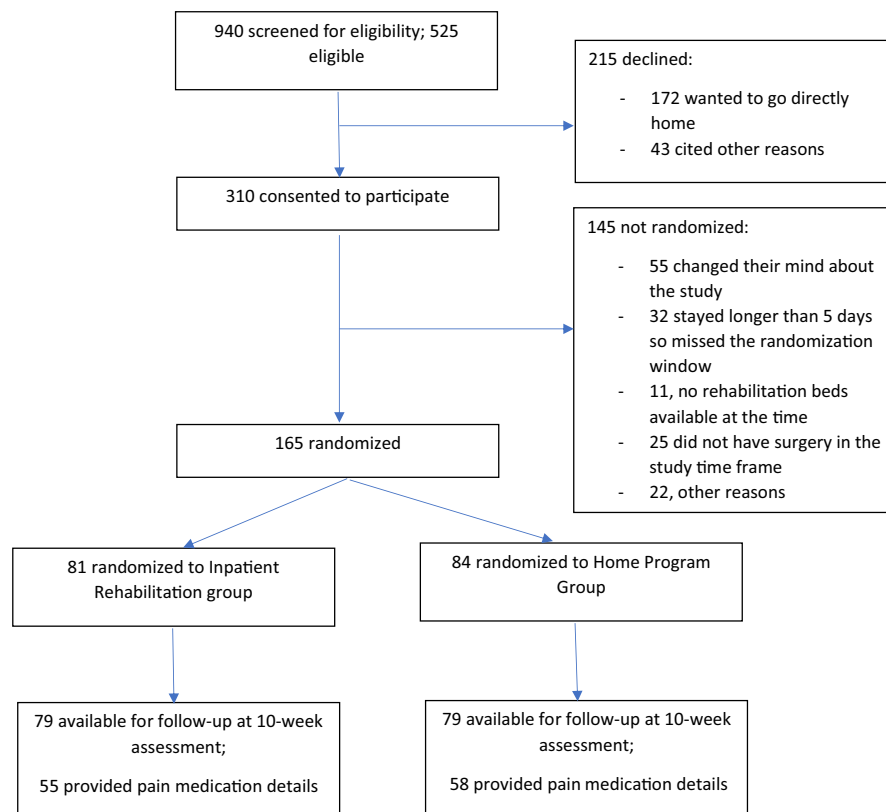 940 screened for eligibility; 525
eligible
215 declined:
- 172 wanted to go directly
home
- 43 cited other reasons
310 consented to participate
145 not randomized:
- 55 changed their mind about
the study
- 32 stayed longer than 5 days
so missed the randomization
window
- 11, no rehabilitation beds
available at the time
- 25 did not have surgery in the
study time frame
- 22, other reasons
165 randomized
81 randomized to Inpatient
Rehabilitation group
84 randomized to Home Program
Group
79 available for follow-up at 10-week
assessment;
55 provided pain medication details
79 available for follow-up at 10-week
assessment;
58 provided pain medication details